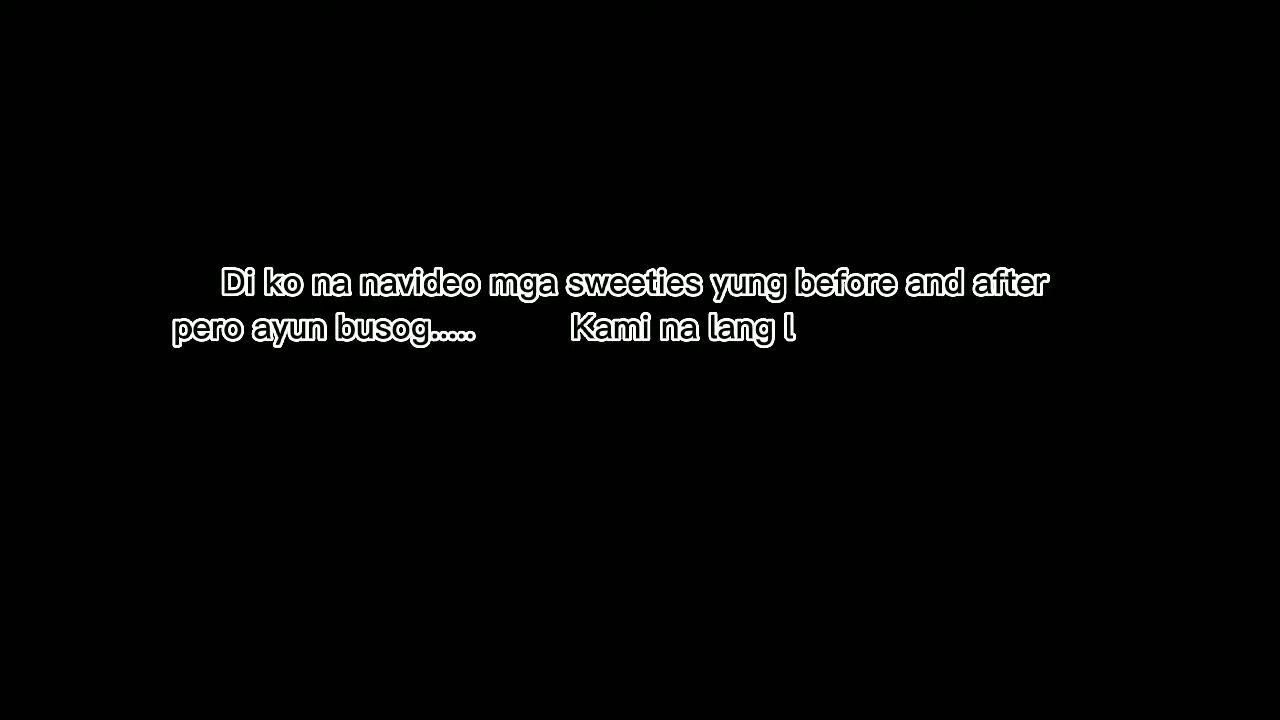 Di ko na navideo mga sweeties yung before and after
pero ayun busog..... Kami na lang l